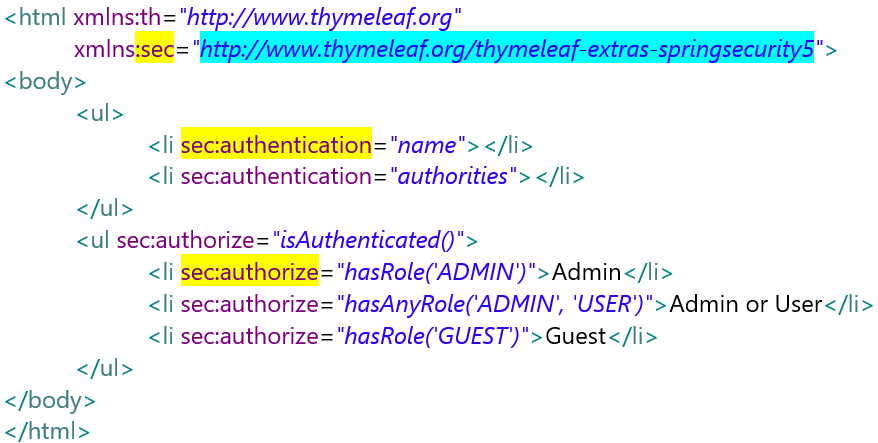 <html xmlns:th="http://www.thymeleaf.org"
xmlns:sec="http://www.thymeleaf.org/thymeleaf-extras-springsecurity5">
<body>
<ul>
<li sec:authentication="name"></li>
<li sec:authentication="authorities"></li>
</ul>
<ul sec:authorize="isAuthenticated()">
<li sec:authorize="hasRole('ADMIN')">Admin</li>
<li sec:authorize="hasAnyRole('ADMIN', 'USER')">Admin or User</li>
<li sec:authorize="hasRole('GUEST')">Guest</li>
</ul>
</body>
</html>